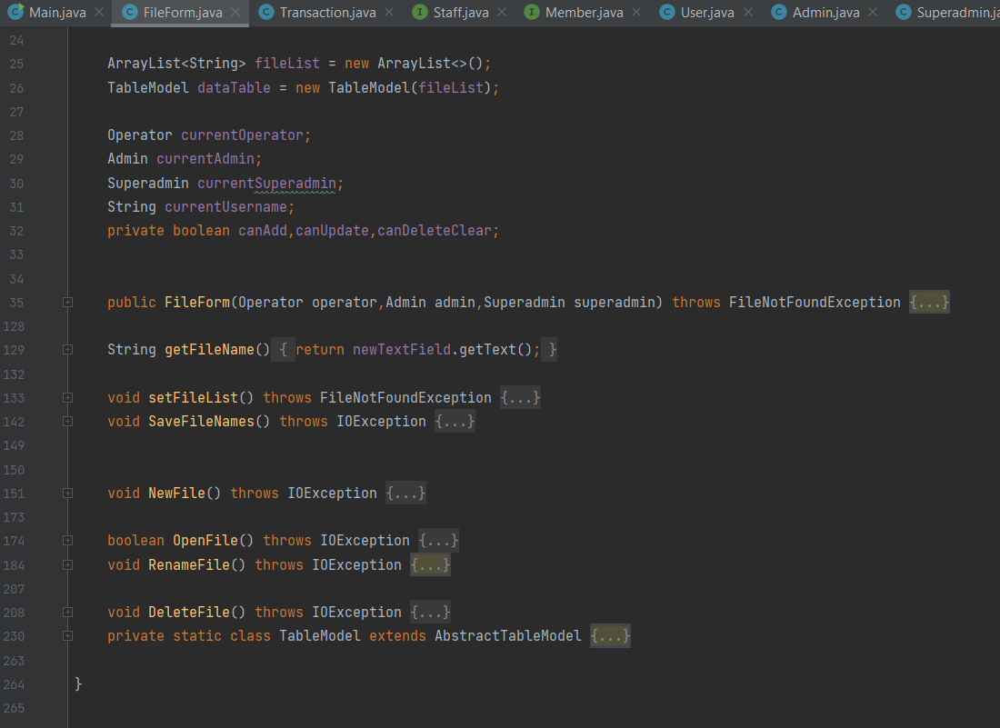 Main.java FileForm.java Transaction.java Staff.java Member.java User.java Admin.java Superadmin.ja
24
25 ArrayList<String> fileList = new ArrayList<>();
26 TableModel dataTable = new TableModel(fileList);
27
28 Operator currentOperator;
29 Admin currentAdmin;
30 Superadmin currentSuperadmin;
31 String currentUsername;
32 private boolean canAdd,canUpdate,canDeleteClear;
33
34
35 public FileForm(Operator operator,Admin admin,Superadmin superadmin) throws FileNotFoundException {...}
128
129 String getFileName() { return newTextField.getText(); }
132
133 void setFileList() throws FileNotFoundException {...}
142 void SaveFileNames() throws IOException {...}
149
150
151 void NewFile() throws IOException {...}
173
174 boolean OpenFile() throws IOException {...}
184 void RenameFile() throws IOException {...}
207
208 void DeleteFile() throws IOException {...}
230 private static class TableModel extends AbstractTableModel {...}
263
264 }
265